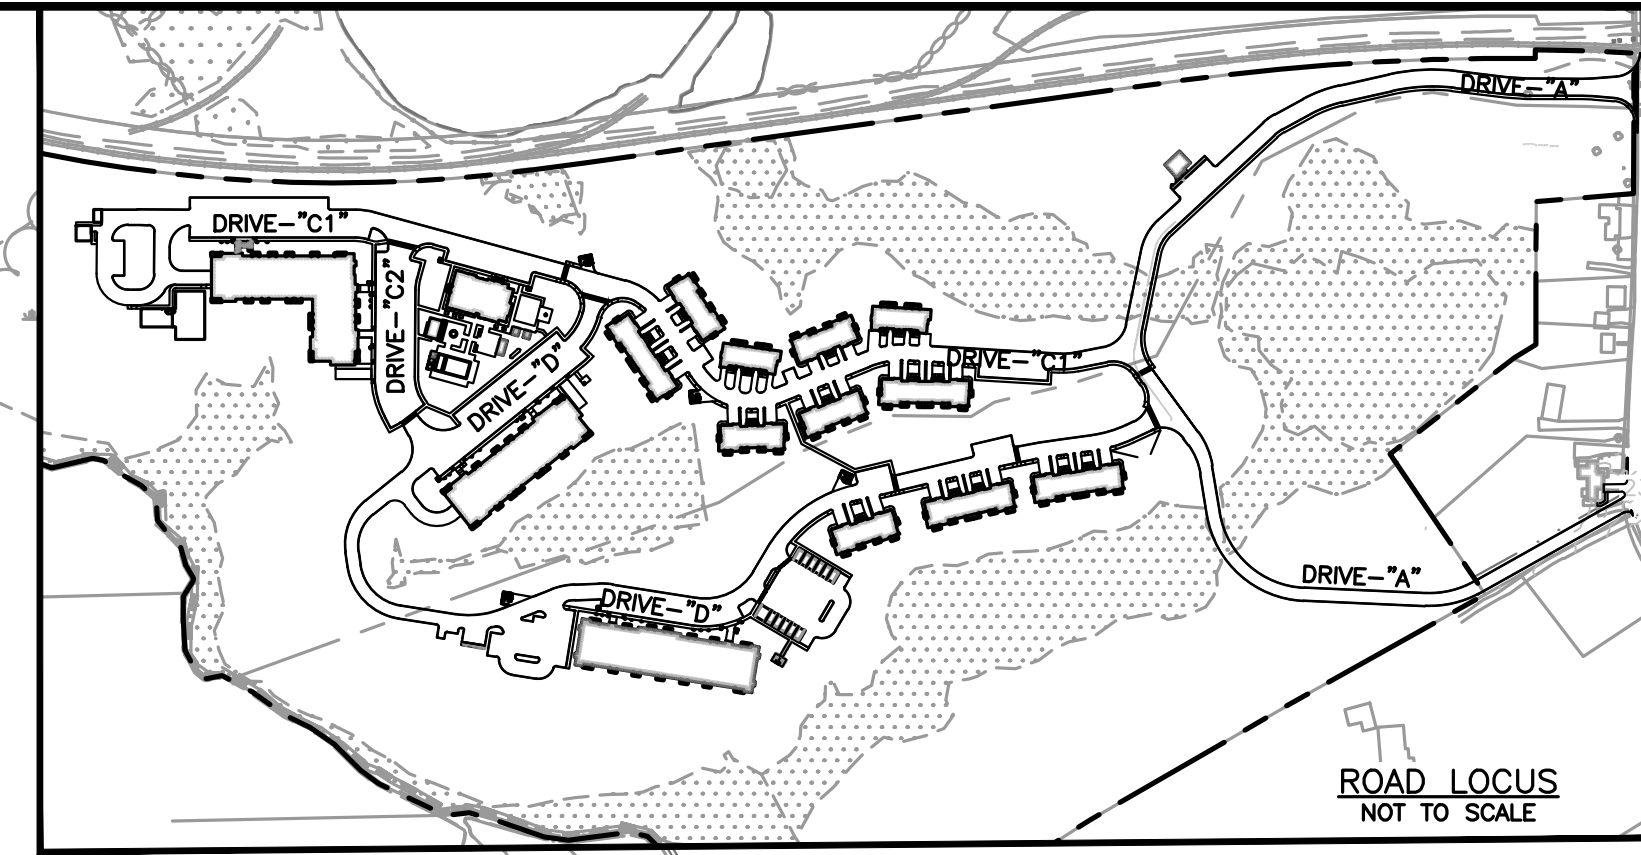 DRIVE-"A"
DRIVE-"C1"
DRIVE-"C2"
DRIVE-"D"
DRIVE-"C1"
DRIVE-"A"
DRIVE-"D"
ROAD LOCUS
NOT TO SCALE